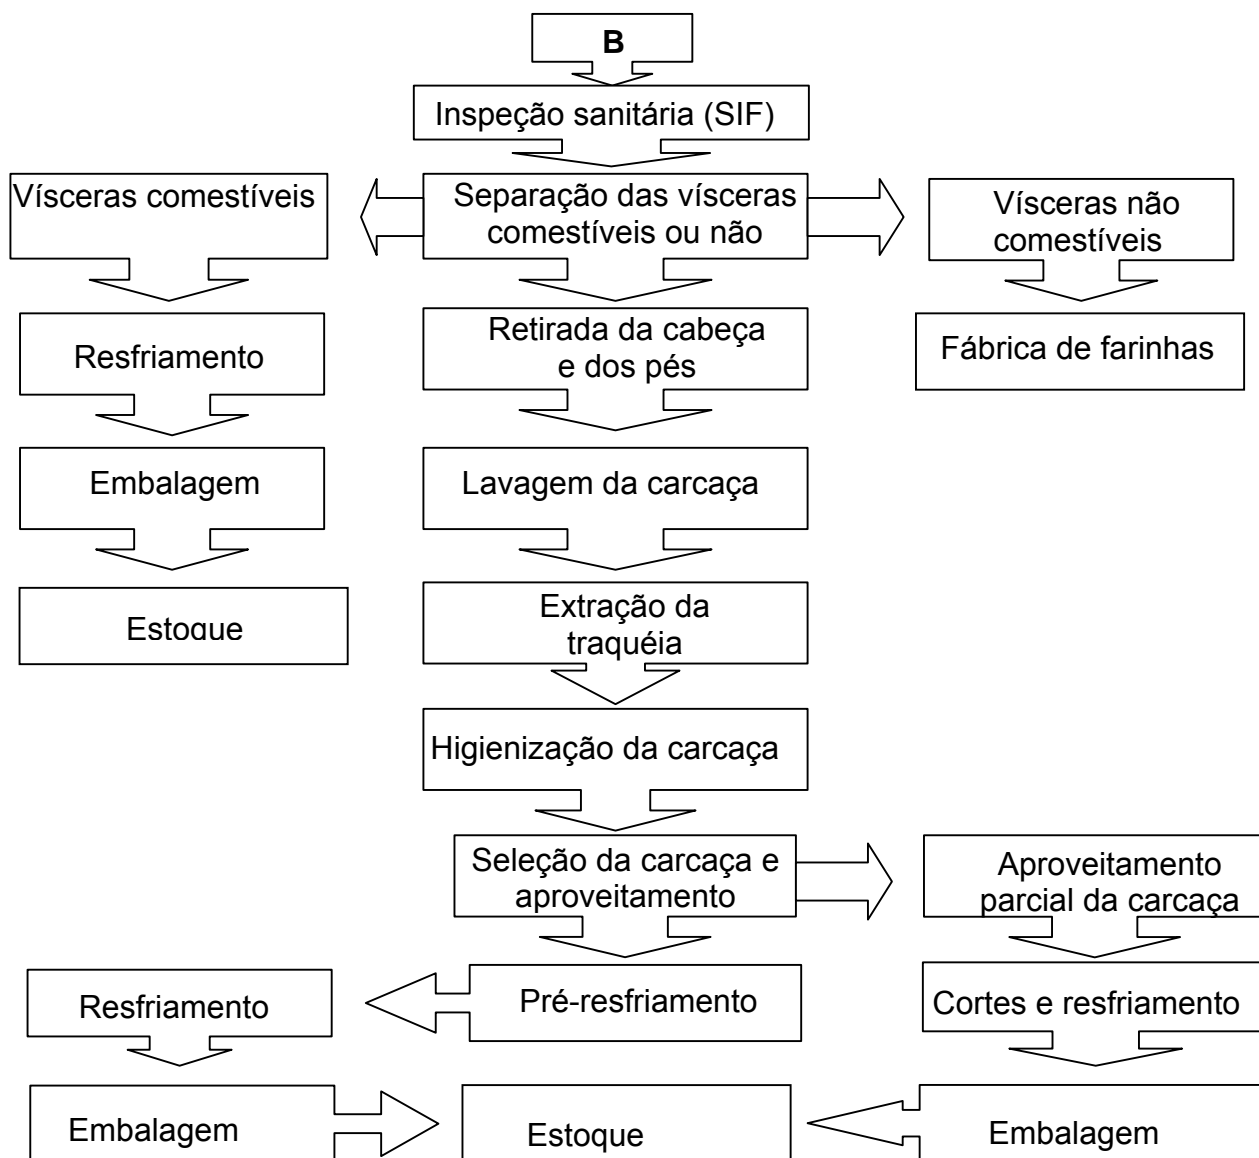 B
Inspeção sanitária (SIF)
Vísceras comestíveis
Separação das vísceras
comestíveis ou não
Vísceras não
comestíveis
Resfriamento
Retirada da cabeça
e dos pés
Fábrica de farinhas
Embalagem
Lavagem da carcaça
Estoque
Extração da
traquéia
Higienização da carcaça
Seleção da carcaça e
aproveitamento
Aproveitamento
parcial da carcaça
Resfriamento
Pré-resfriamento
Cortes e resfriamento
Embalagem
Estoque
Embalagem